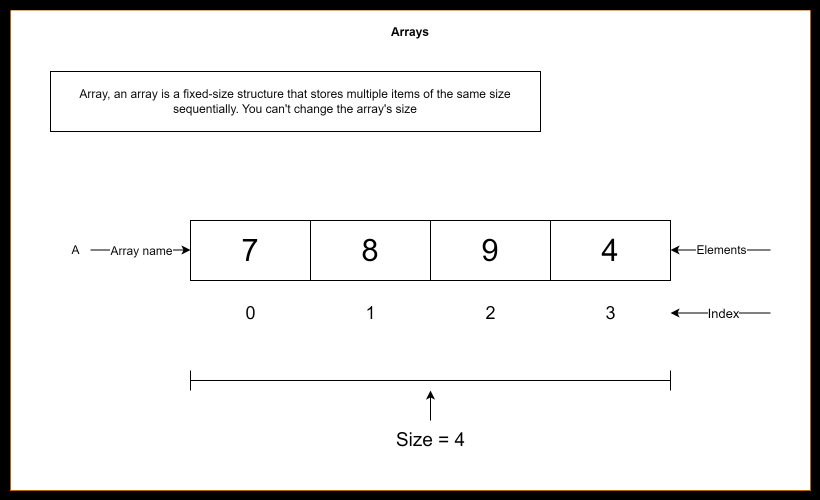 Arrays
Array, an array is a fixed-size structure that stores multiple items of the same size
sequentially. You can't change the array's size
A Array name 7 8 9 4 Elements
0 1 2 3 Index
Size = 4